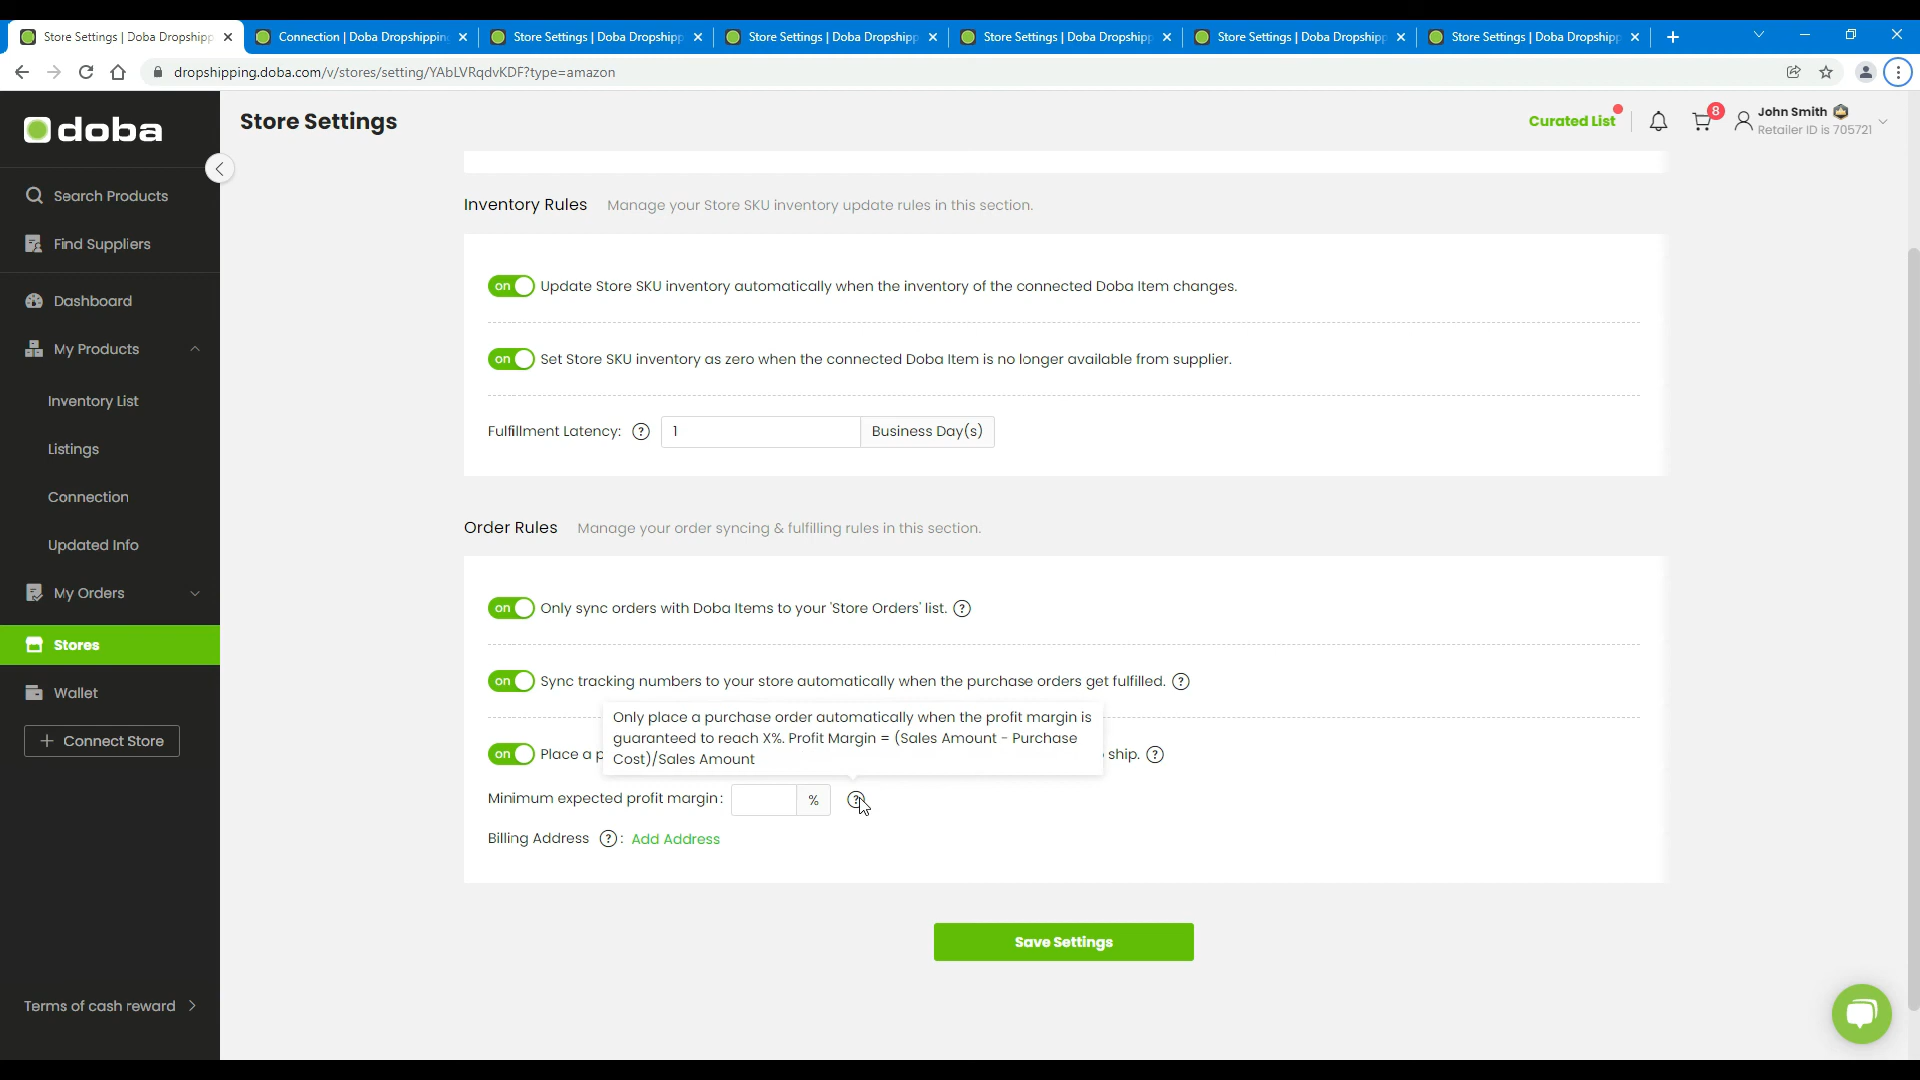 Store Settings | Doba Dropshipp
Connection | Doba Dropshipping
Store Settings | Doba Dropshipp
Store Settings | Doba Dropshipp
Store Settings | Doba Dropshipp
Store Settings | Doba Dropshipp
Store Settings | Doba Dropshipp
dropshipping.doba.com/v/stores/setting/YAbLVRqdvKDF?type=amazon
doba
Store Settings
Curated List
8
John Smith
Retailer ID is 705721
Search Products
Find Suppliers
Dashboard
My Products
Inventory List
Listings
Connection
Updated Info
My Orders
Stores
Wallet
+ Connect Store
Terms of cash reward
Inventory Rules Manage your Store SKU inventory update rules in this section.
on Update Store SKU inventory automatically when the inventory of the connected Doba Item changes.
on Set Store SKU inventory as zero when the connected Doba Item is no longer available from supplier.
Fulfillment Latency: ? 1 Business Day(s)
Order Rules Manage your order syncing & fulfilling rules in this section.
on Only sync orders with Doba Items to your 'Store Orders' list. ?
on Sync tracking numbers to your store automatically when the purchase orders get fulfilled. ?
Only place a purchase order automatically when the profit margin is
guaranteed to reach X%. Profit Margin = (Sales Amount - Purchase
Cost)/Sales Amount
on Place a p ship. ?
Minimum expected profit margin: % ?
Billing Address ? : Add Address
Save Settings